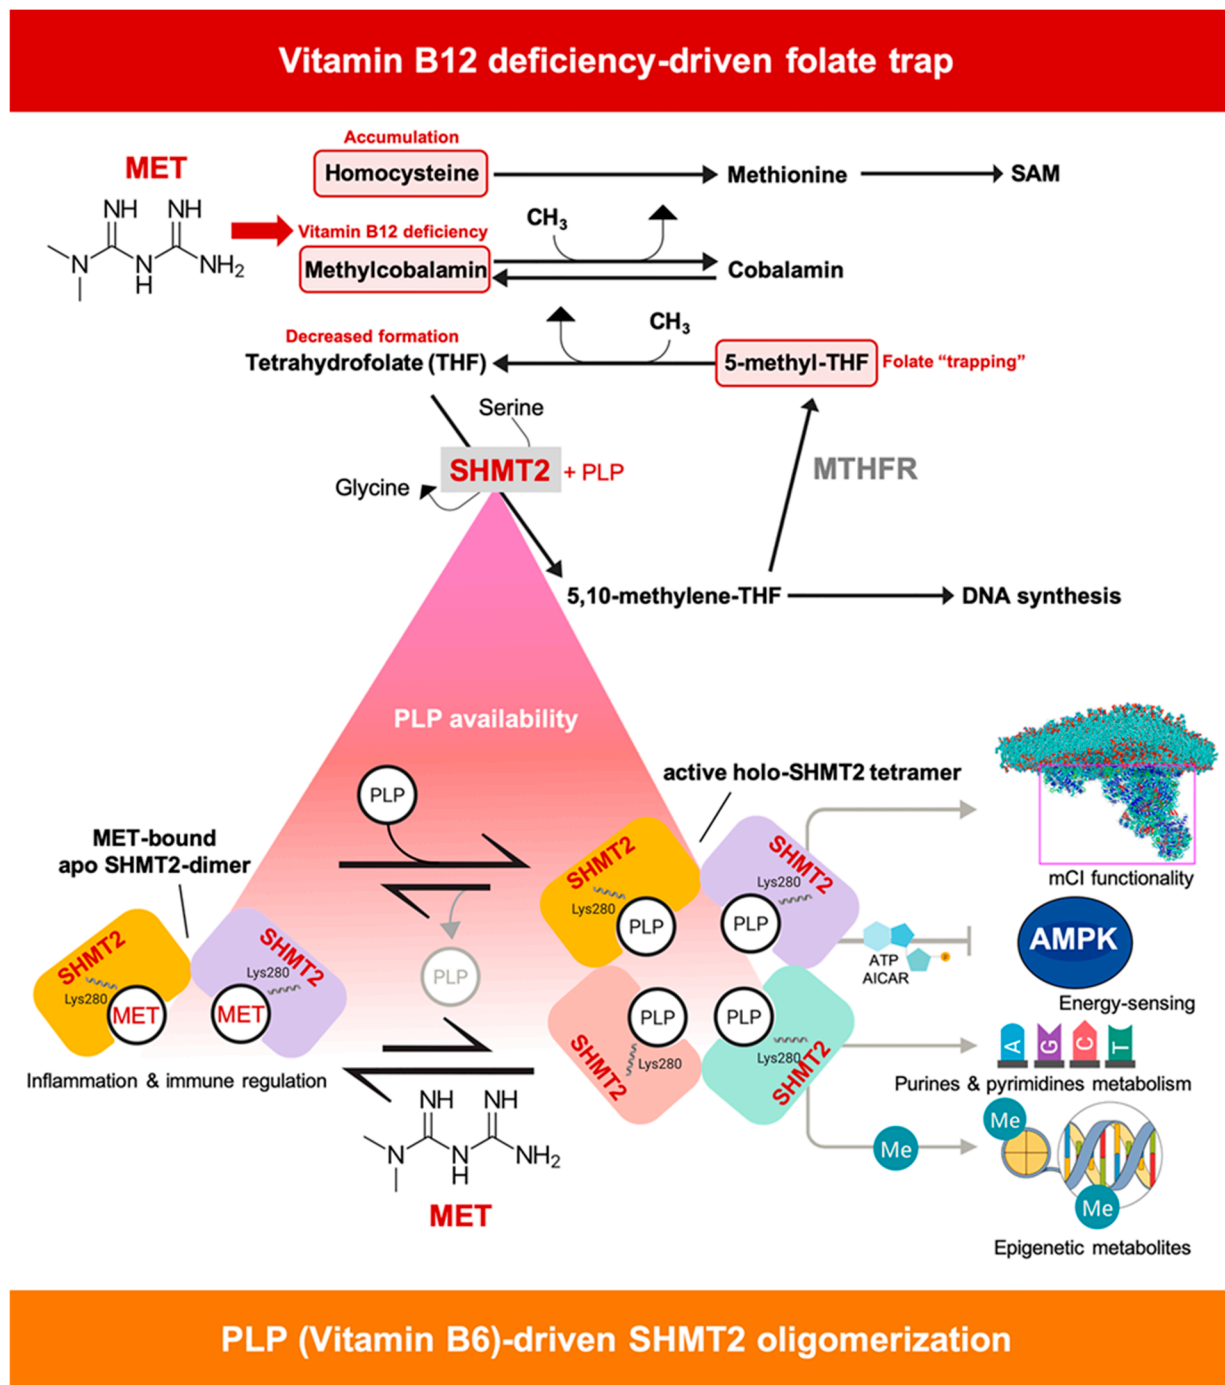 Vitamin B12 deficiency-driven folate trap
Accumulation
MET
Homocysteine
Methionine
SAM
NH NH
N
N
H
NH2
Vitamin B12 deficiency
CH3
Methylcobalamin
Cobalamin
Decreased formation
CH3
Tetrahydrofolate (THF)
5-methyl-THF
Folate “trapping”
Serine
SHMT2
+ PLP
MTHFR
Glycine
5,10-methylene-THF
DNA synthesis
PLP availability
active holo-SHMT2 tetramer
PLP
MET-bound
apo SHMT2-dimer
mCI functionality
SHMT2
Lys280
PLP
SHMT2
Lys280
PLP
SHMT2
Lys280
MET
SHMT2
Lys280
MET
PLP
ATP
AICAR
P
AMPK
Energy-sensing
PLP
Lys280
SHMT2
PLP
Lys280
SHMT2
A G C T
Purines & pyrimidines metabolism
Inflammation & immune regulation
NH NH
N
N
H
NH2
MET
Me
Me
Me
Epigenetic metabolites
PLP (Vitamin B6)-driven SHMT2 oligomerization